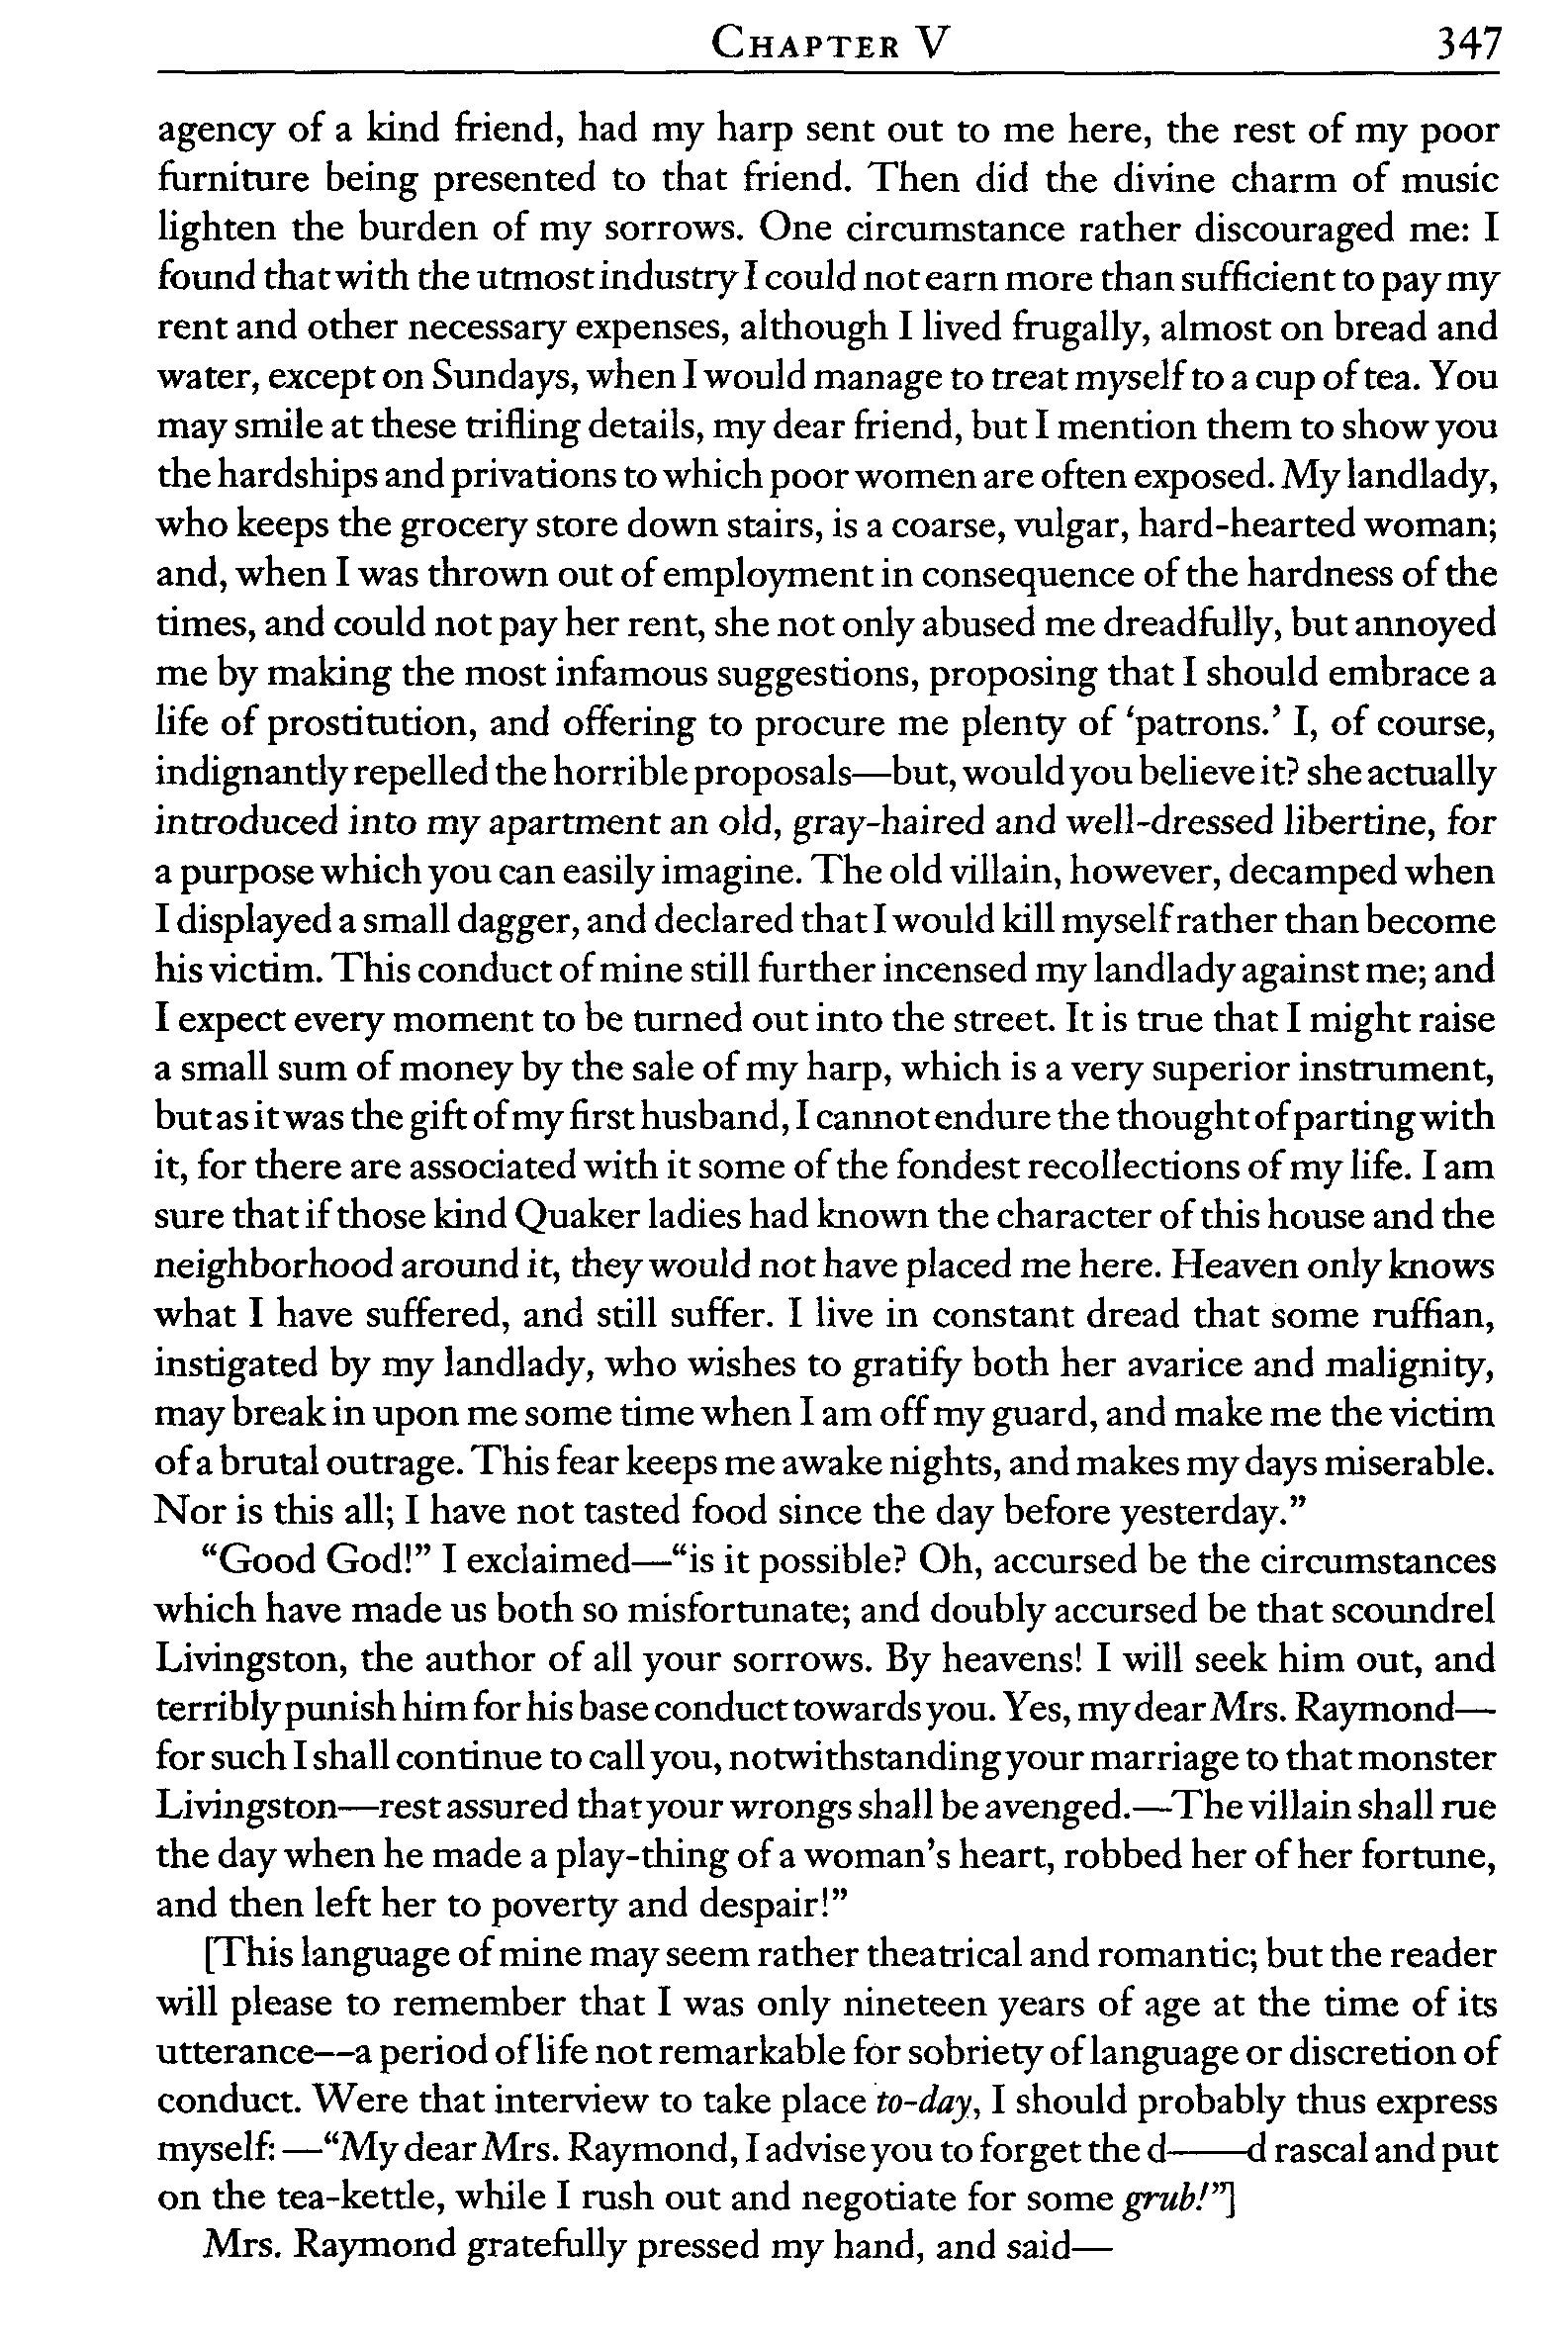 CHAPTER V 347
agency of a kind friend, had my harp sent out to me here, the rest of my poor
furniture being presented to that friend. Then did the divine charm of music
lighten the burden of my sorrows. One circumstance rather discouraged me: I
found that with the utmost industry I could not earn more than sufficient to pay my
rent and other necessary expenses, although I lived frugally, almost on bread and
water, except on Sundays, when I would manage to treat myself to a cup of tea. You
may smile at these trifling details, my dear friend, but I mention them to show you
the hardships and privations to which poor women are often exposed. My landlady,
who keeps the grocery store down stairs, is a coarse, vulgar, hard-hearted woman;
and, when I was thrown out of employment in consequence of the hardness of the
times, and could not pay her rent, she not only abused me dreadfully, but annoyed
me by making the most infamous suggestions, proposing that I should embrace a
life of prostitution, and offering to procure me plenty of ‘patrons.’ I, of course,
indignantly repelled the horrible proposals—but, would you believe it? she actually
introduced into my apartment an old, gray-haired and well-dressed libertine, for
a purpose which you can easily imagine. The old villain, however, decamped when
I displayed a small dagger, and declared that I would kill myself rather than become
his victim. This conduct of mine still further incensed my landlady against me; and
I expect every moment to be turned out into the street. It is true that I might raise
a small sum of money by the sale of my harp, which is a very superior instrument,
but as it was the gift of my first husband, I cannot endure the thought of parting with
it, for there are associated with it some of the fondest recollections of my life. I am
sure that if those kind Quaker ladies had known the character of this house and the
neighborhood around it, they would not have placed me here. Heaven only knows
what I have suffered, and still suffer. I live in constant dread that some ruffian,
instigated by my landlady, who wishes to gratify both her avarice and malignity,
may break in upon me some time when I am off my guard, and make me the victim
of a brutal outrage. This fear keeps me awake nights, and makes my days miserable.
Nor is this all; I have not tasted food since the day before yesterday.”
“Good God!” I exclaimed—“is it possible? Oh, accursed be the circumstances
which have made us both so misfortunate; and doubly accursed be that scoundrel
Livingston, the author of all your sorrows. By heavens! I will seek him out, and
terribly punish him for his base conduct towards you. Yes, my dear Mrs. Raymond—
for such I shall continue to call you, notwithstanding your marriage to that monster
Livingston—rest assured that your wrongs shall be avenged.—The villain shall rue
the day when he made a play-thing of a woman’s heart, robbed her of her fortune,
and then left her to poverty and despair!”
[This language of mine may seem rather theatrical and romantic; but the reader
will please to remember that I was only nineteen years of age at the time of its
utterance—a period of life not remarkable for sobriety of language or discretion of
conduct. Were that interview to take place to-day, I should probably thus express
myself: —“My dear Mrs. Raymond, I advise you to forget the d——d rascal and put
on the tea-kettle, while I rush out and negotiate for some grub!”]
Mrs. Raymond gratefully pressed my hand, and said—